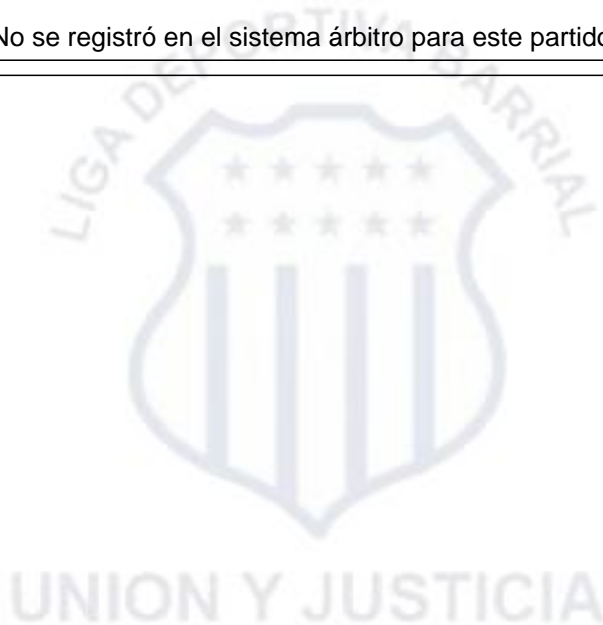 No se registró en el sistema árbitro para este partido
LIGA DEPORTIVA BARRIAL
UNION Y JUSTICIA